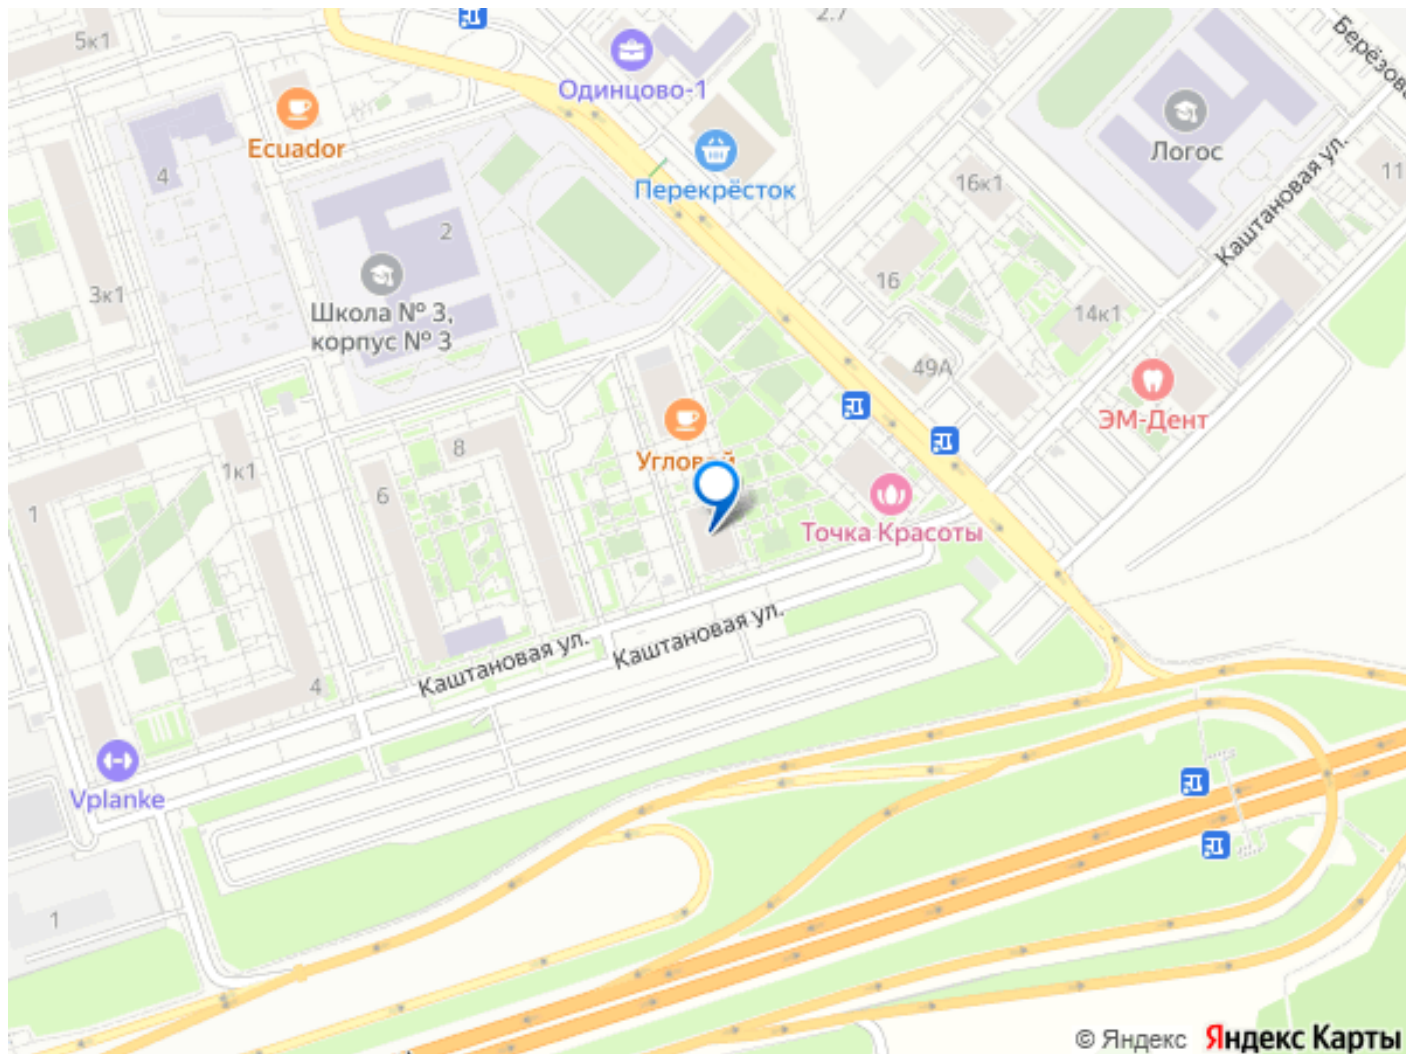 5к1
2.7
Берёзова
Одинцово-1
Ecuador
Перекрёсток
Логос
4
2
16к1
11
Каштановая ул.
3к1
16
Школа № 3,
корпус № 3
14к1
49А
ЭМ-Дент
Угловой
8
1к1
6
1
Точка Красоты
Каштановая ул.
Каштановая ул.
4
Vplanke
1
© Яндекс Яндекс Карты